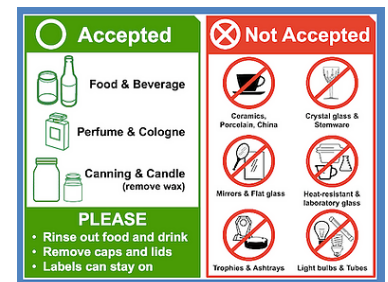 Accepted
Food & Beverage
Perfume & Cologne
Canning & Candle
(remove wax)
PLEASE
• Rinse out food and drink
• Remove caps and lids
• Labels can stay on
Not Accepted
Ceramics,
Porcelain, China
Crystal glass &
Stemware
Mirrors & Flat glass
Heat-resistant &
laboratory glass
Trophies & Ashtrays
Light bulbs & Tubes